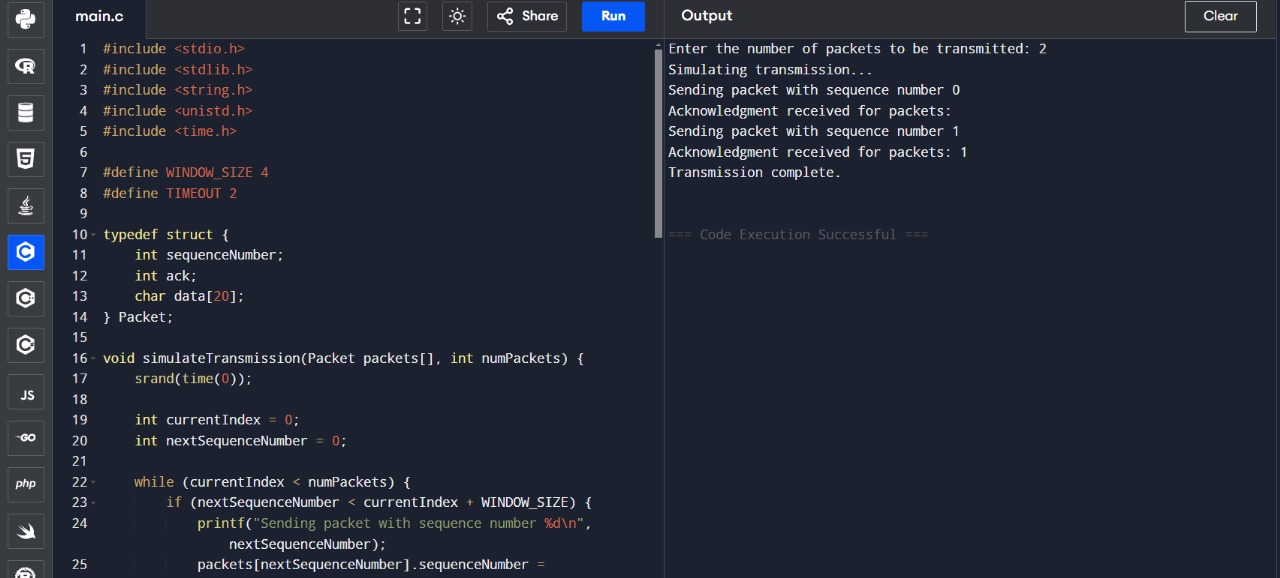 main.c
Share
Run
Output
Clear
1 #include <stdio.h>
2 #include <stdlib.h>
3 #include <string.h>
4 #include <unistd.h>
5 #include <time.h>
6
7 #define WINDOW_SIZE 4
8 #define TIMEOUT 2
9
10 typedef struct {
11 int sequenceNumber;
12 int ack;
13 char data[20];
14 } Packet;
15
16 void simulateTransmission(Packet packets[], int numPackets) {
17 srand(time(0));
18
19 int currentIndex = 0;
20 int nextSequenceNumber = 0;
21
22 while (currentIndex < numPackets) {
23 if (nextSequenceNumber < currentIndex + WINDOW_SIZE) {
24 printf("Sending packet with sequence number %d\n",
nextSequenceNumber);
25 packets[nextSequenceNumber].sequenceNumber =
Enter the number of packets to be transmitted: 2
Simulating transmission...
Sending packet with sequence number 0
Acknowledgment received for packets:
Sending packet with sequence number 1
Acknowledgment received for packets: 1
Transmission complete.
=== Code Execution Successful ===
R
5
C
C
C
JS
GO
php